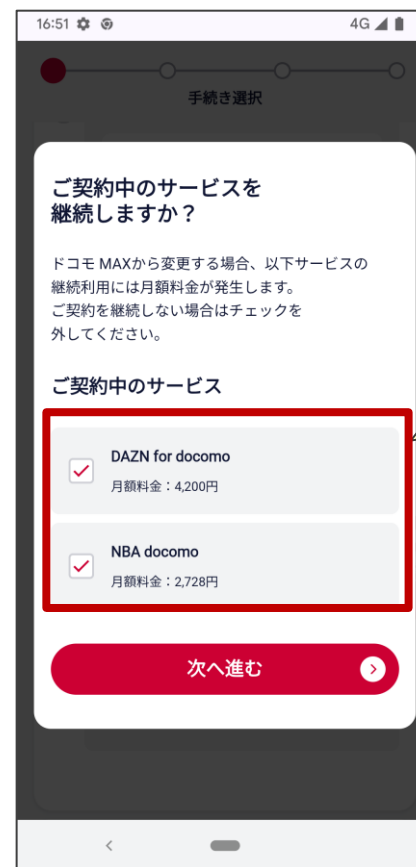 16:51
4G
手続き選択
ご契約中のサービスを
継続しますか？
ドコモ MAXから変更する場合、以下サービスの
継続利用には月額料金が発生します。
ご契約を継続しない場合はチェックを
外してください。
ご契約中のサービス
DAZN for docomo
月額料金：4,200円
NBA docomo
月額料金：2,728円
次へ進む